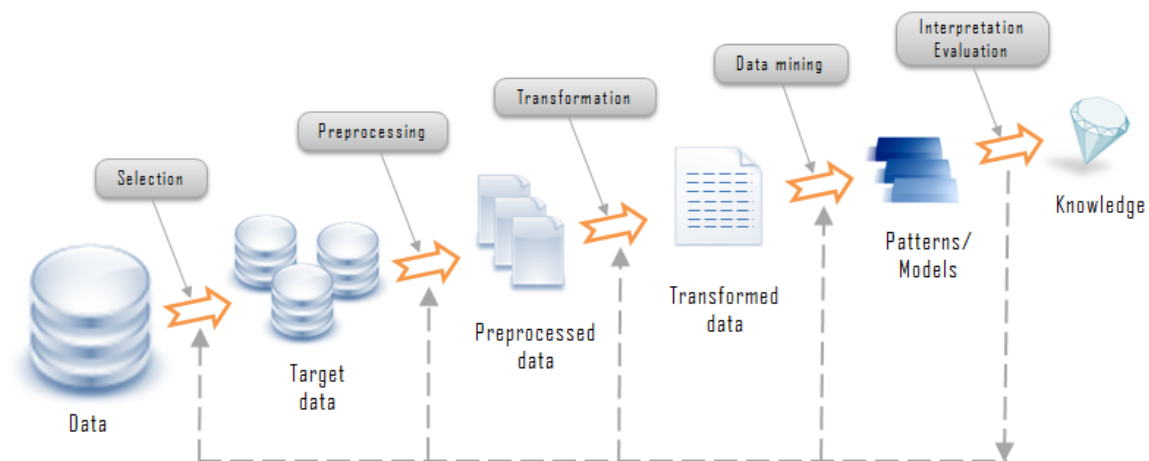 Selection
Preprocessing
Transformation
Data mining
Interpretation
Evaluation
Data
Target
data
Preprocessed
data
Transformed
data
Patterns/
Models
Knowledge